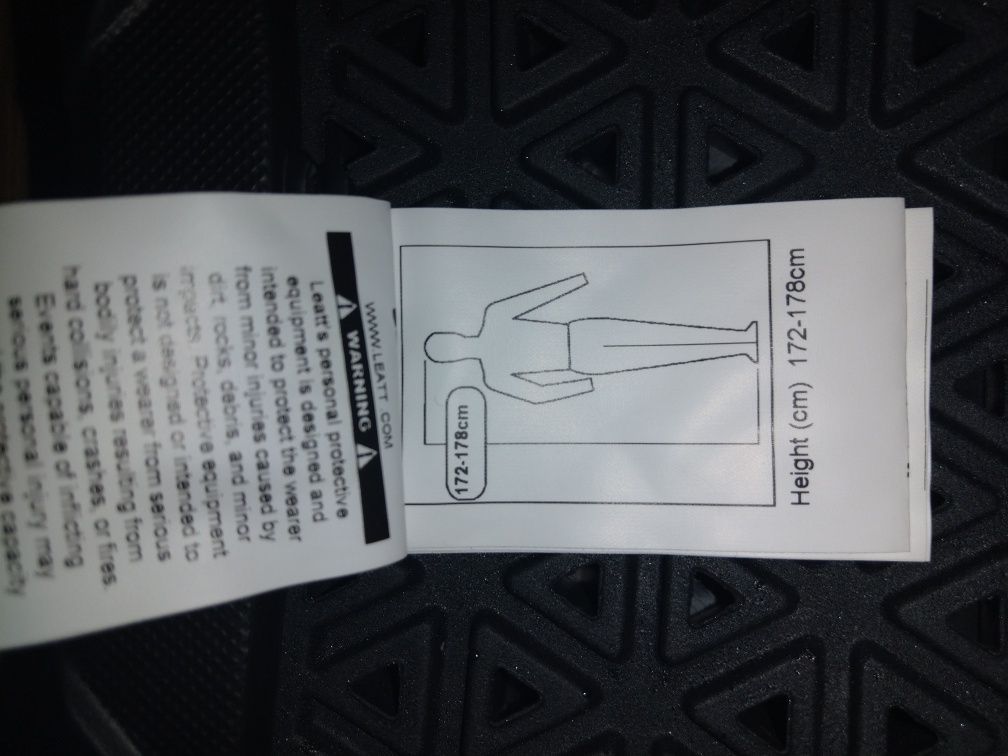 WWW.LEATT.COM
WARNING
Leatt's personal protective
equipment is designed and
intended to protect the wearer
from minor injuries caused by
dirt, rocks, debris, and minor
impacts. Protective equipment
is not designed or intended to
protect a wearer from serious
bodily injuries resulting from
hard collisions, crashes, or fires.
Events capable of inflicting
serious personal injury may
protective capacity
172-178cm
Height (cm) 172-178cm